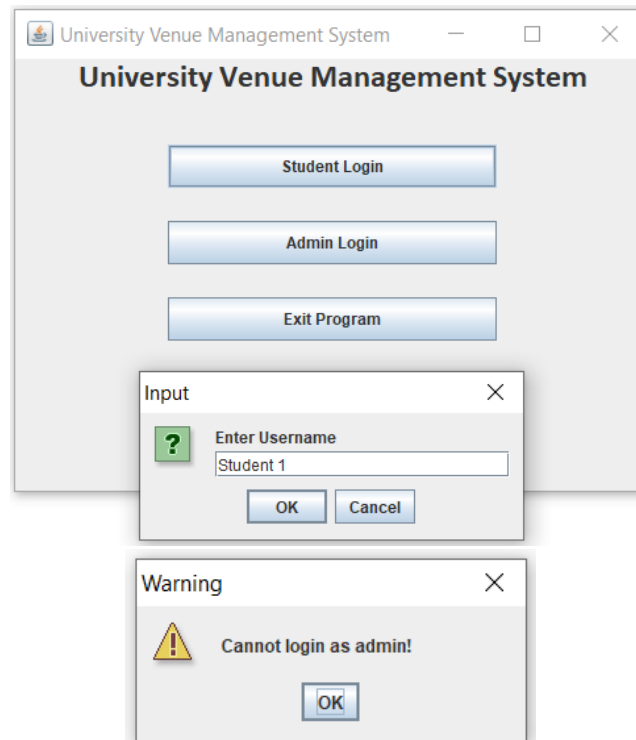 University Venue Management System
University Venue Management System
Student Login
Admin Login
Exit Program
Input
?
Enter Username
Student 1
OK Cancel
Warning
!
Cannot login as admin!
OK